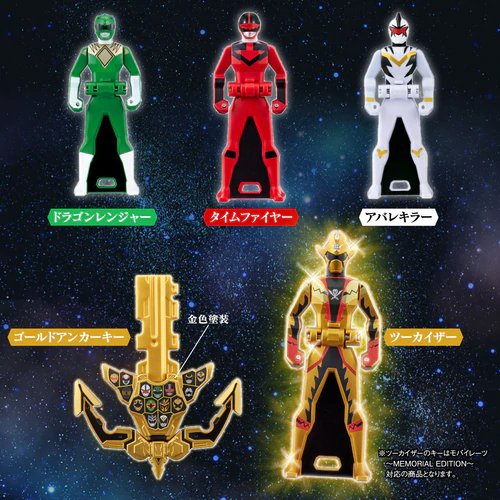 ドラゴンレンジャー
タイムファイヤー
アバレキラー
金色塗装
ゴールドアンカーキー
ツーカイザー
※ツーカイザーのキーはモバイレーツ
〜MEMORIAL EDITION〜
対応の商品となります。